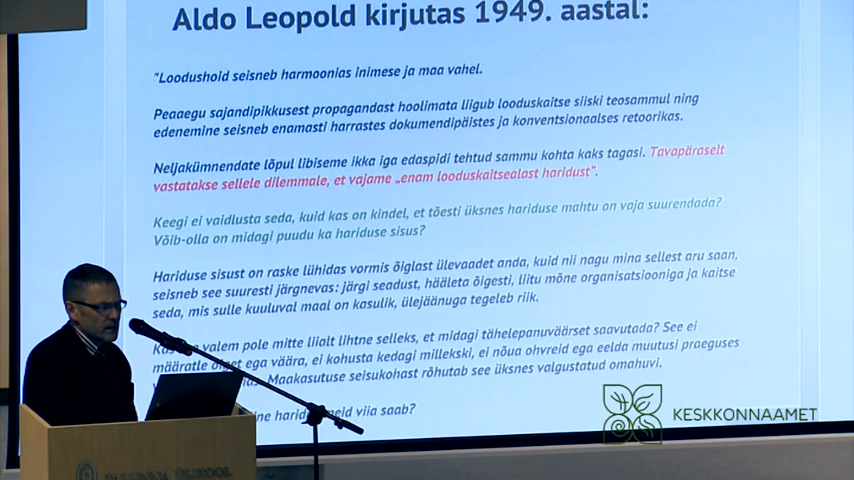 Aldo Leopold kirjutas 1949. aastal:
"Loodushoid seisneb harmoonias inimese ja maa vahel.
Peaaegu sajandipikkusest propagandast hoolimata liigub looduskaitse siiski teosammul ning
edenemine seisneb enamasti harrastes dokumendipäistes ja konventsionaalses retoorikas.
Neljakümnendate lõpul libiseme ikka iga edaspidi tehtud sammu kohta kaks tagasi. Tavapäraselt
vastatakse sellele dilemmale, et vajame „enam looduskaitsealast haridust”.
Keegi ei vaidlusta seda, kuid kas on kindel, et tõesti üksnes hariduse mahtu on vaja suurendada?
Võib-olla on midagi puudu ka hariduse sisus?
Hariduse sisust on raske lühidas vormis õiglast ülevaadet anda, kuid nii nagu mina sellest aru saan,
seisneb see suuresti järgnevas: järgi seadust, hääleta õigesti, liitu mõne organisatsiooniga ja kaitse
seda, mis sulle kuuluval maal on kasulik, ülejäänuga tegeleb riik.
valem pole mitte liialt lihtne selleks, et midagi tähelepanuväärset saavutada? See ei
määratle õiget ega väära, ei kohusta kedagi millekski, ei nõua ohvreid ega eelda muutusi praeguses
Maakasutuse seisukohast rõhutab see üksnes valgustatud omahuvi.
meid viia saab?
KESKKONNAAMET